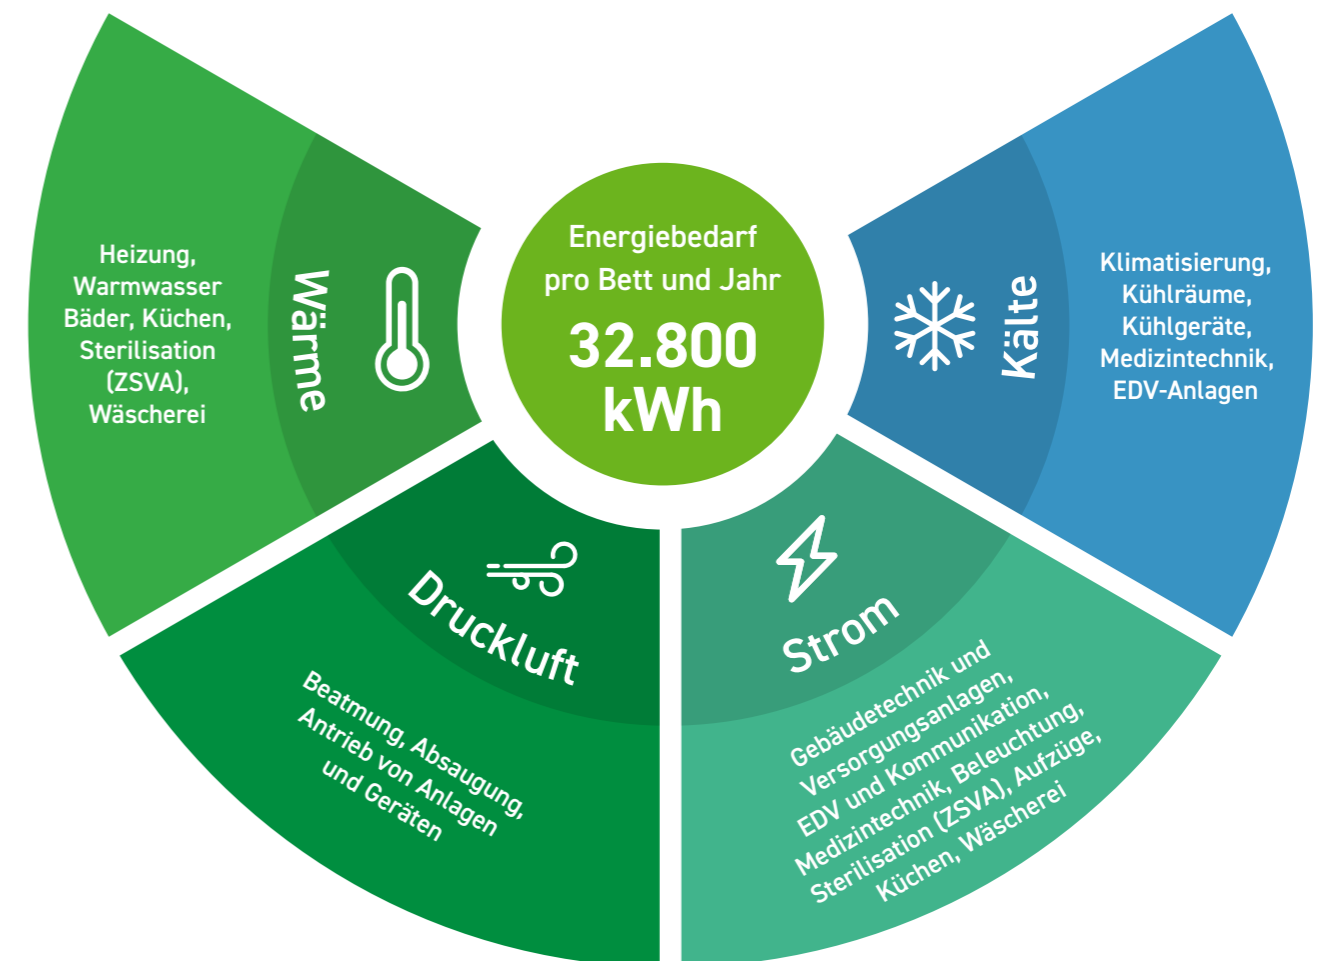 Energiebedarf
pro Bett und Jahr
32.800
kWh
Wärme
Heizung,
Warmwasser
Bäder, Küchen,
Sterilisation
(ZSVA),
Wäscherei
Druckluft
Beatmung, Absaugung,
Antrieb von Anlagen
und Geräten
Strom
Gebäudetechnik und
Versorgungsanlagen,
EDV und Kommunikation,
Medizintechnik, Beleuchtung,
Sterilisation (ZSVA), Aufzüge,
Küchen, Wäscherei
Kälte
Klimatisierung,
Kühlräume,
Kühlgeräte,
Medizintechnik,
EDV-Anlagen